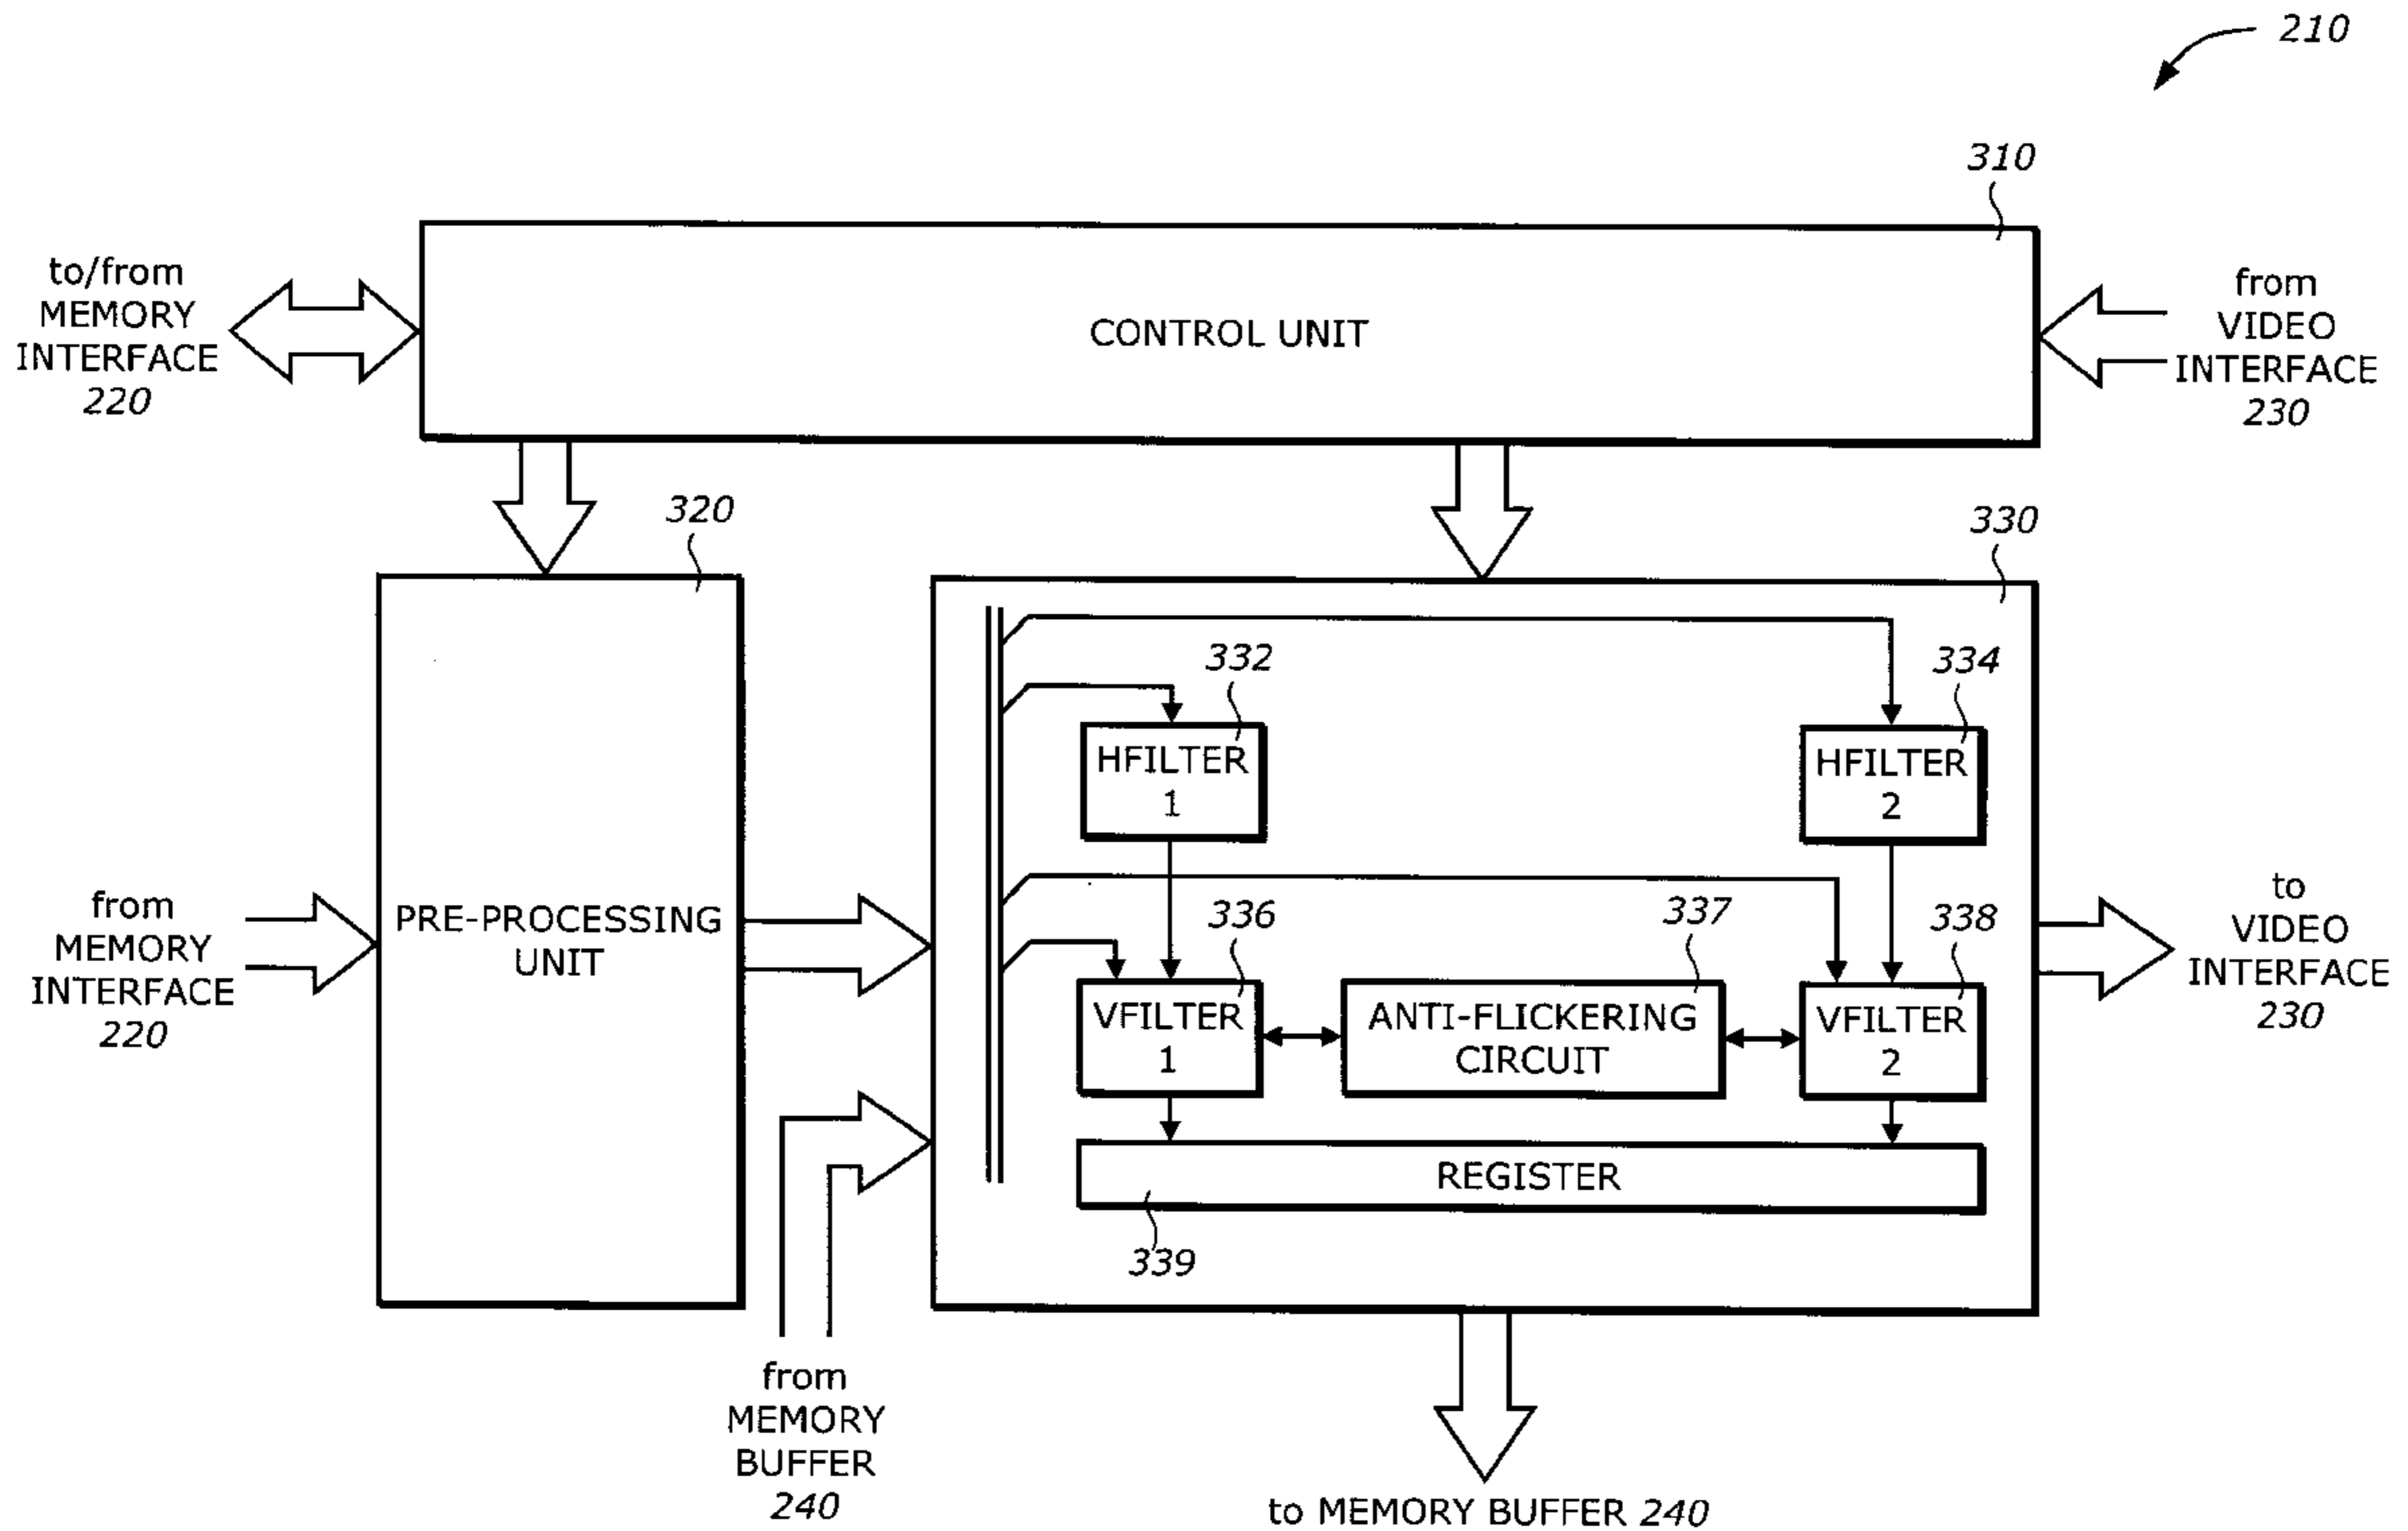 210
310
to/from
MEMORY
INTERFACE
220
CONTROL UNIT
from
VIDEO
INTERFACE
230
320
330
332
334
HFILTER
1
HFILTER
2
from
MEMORY
INTERFACE
220
PRE-PROCESSING
UNIT
336
337
338
VFILTER
1
ANTI-FLICKERING
CIRCUIT
VFILTER
2
to
VIDEO
INTERFACE
230
REGISTER
339
from
MEMORY
BUFFER
240
to MEMORY BUFFER 240